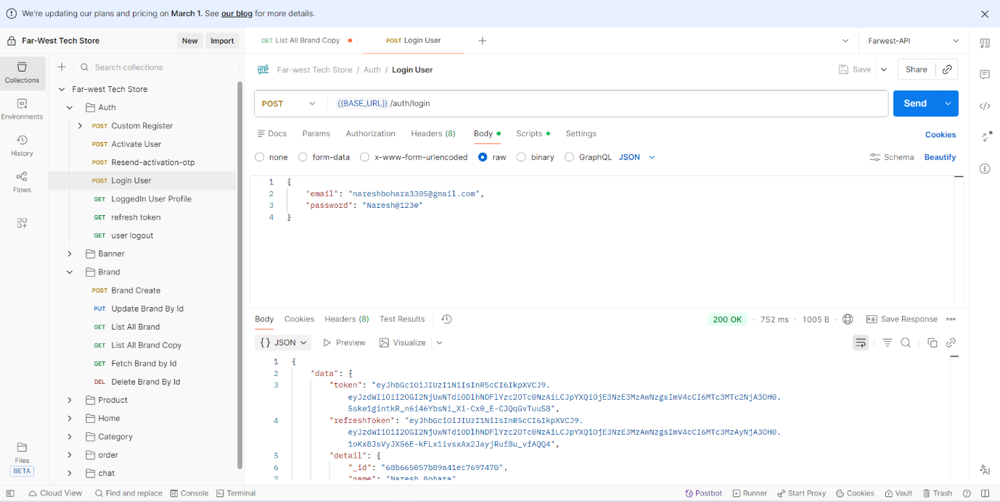 We're updating our plans and pricing on March 1. See our blog for more details.
Far-West Tech Store
New
Import
GET List All Brand Copy
POST Login User
Farwest-API
Collections
Environments
History
Flows
Files
BETA
Search collections
Far-west Tech Store
Auth
POST Custom Register
POST Activate User
POST Resend-activation-otp
POST Login User
GET LoggedIn User Profile
GET refresh token
GET user logout
Banner
Brand
POST Brand Create
PUT Update Brand By Id
GET List All Brand
GET List All Brand Copy
GET Fetch Brand by Id
DEL Delete Brand By Id
Product
Home
Category
order
chat
HTTP Far-west Tech Store / Auth / Login User
Save
Share
POST {{BASE_URL}} /auth/login
Send
Docs Params Authorization Headers (8) Body Scripts Settings
Cookies
none form-data x-www-form-urlencoded raw binary GraphQL JSON
Schema Beautify
1 {
2 "email": "nareshbohara3305@gmail.com",
3 "password": "Naresh@123#"
4 }
Body Cookies Headers (8) Test Results
200 OK 752 ms 1005 B Save Response
{} JSON Preview Visualize
1 {
2 "data": {
3 "token": "eyJhbGciOiJIUzI1NiIsInR5cCI6IkpXVCJ9.
4 "refreshToken": "eyJhbGciOiJIUzI1NiIsInR5cCI6IkpXVCJ9.
5 "detail": {
6 "_id": "68b665057b89a41ec7697470",
7 "name": "Naresh Bohara"
Cloud View Find and replace Console Terminal
Postbot Runner Start Proxy Cookies Vault Trash